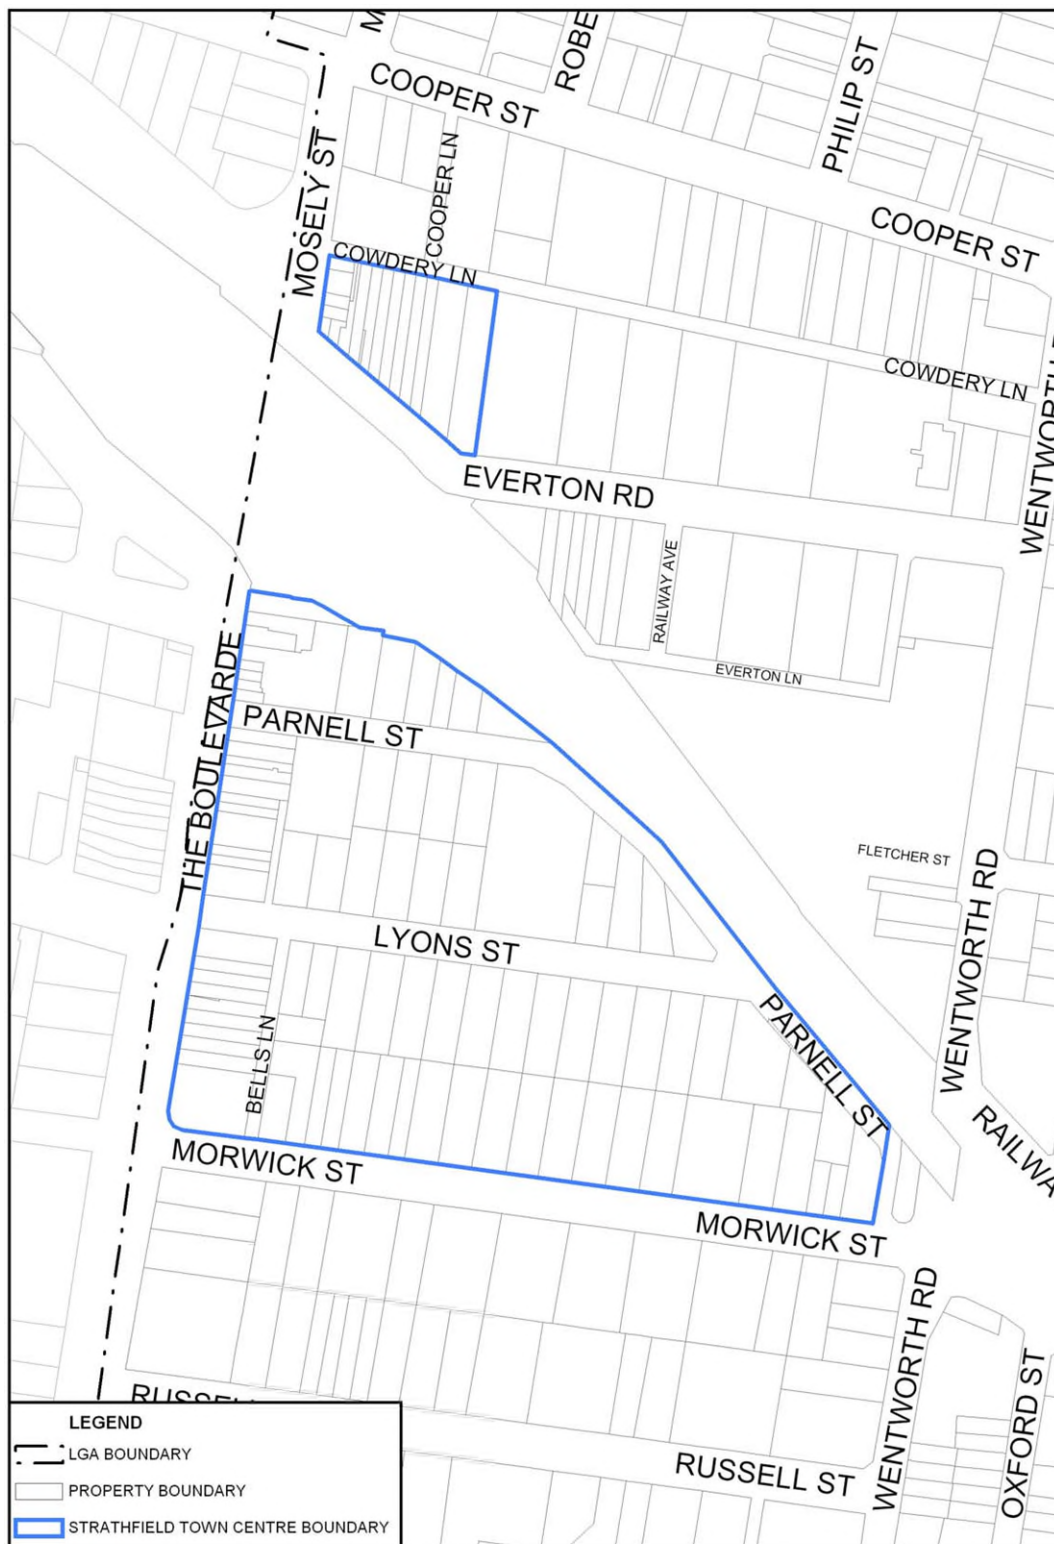 ROBE
PHILIP ST
COOPER ST
COOPER LN
MOSELY ST
COOPER ST
COWDERY LN
COWDERY LN
WENTWORTH
EVERTON RD
RAILWAY AVE
EVERTON LN
THE BOULEVARDE
PARNELL ST
FLETCHER ST
WENTWORTH RD
LYONS ST
BELLS LN
PARNELL ST
RAILWA
MORWICK ST
MORWICK ST
WENTWORTH RD
OXFORD ST
RUSSELL ST
LEGEND
LGA BOUNDARY
PROPERTY BOUNDARY
STRATHFIELD TOWN CENTRE BOUNDARY